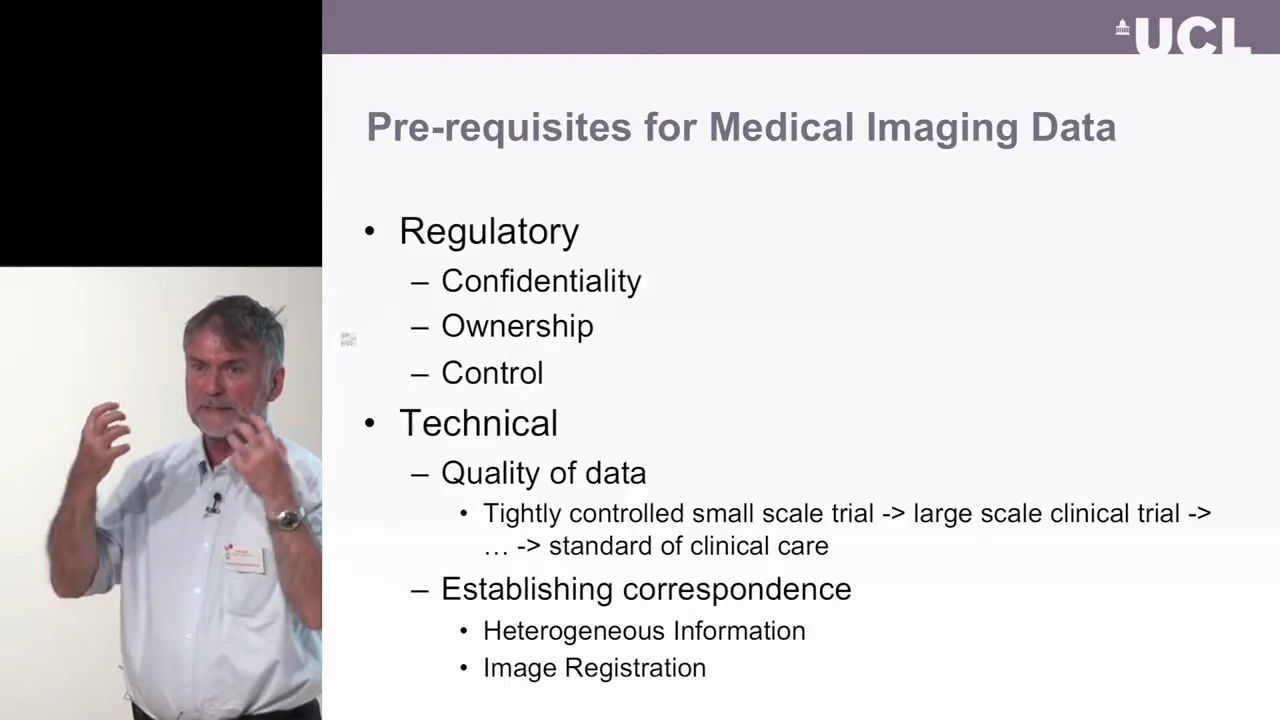 UCL
Pre-requisites for Medical Imaging Data
• Regulatory
– Confidentiality
– Ownership
– Control
• Technical
– Quality of data
• Tightly controlled small scale trial -> large scale clinical trial ->
… -> standard of clinical care
– Establishing correspondence
• Heterogeneous Information
• Image Registration